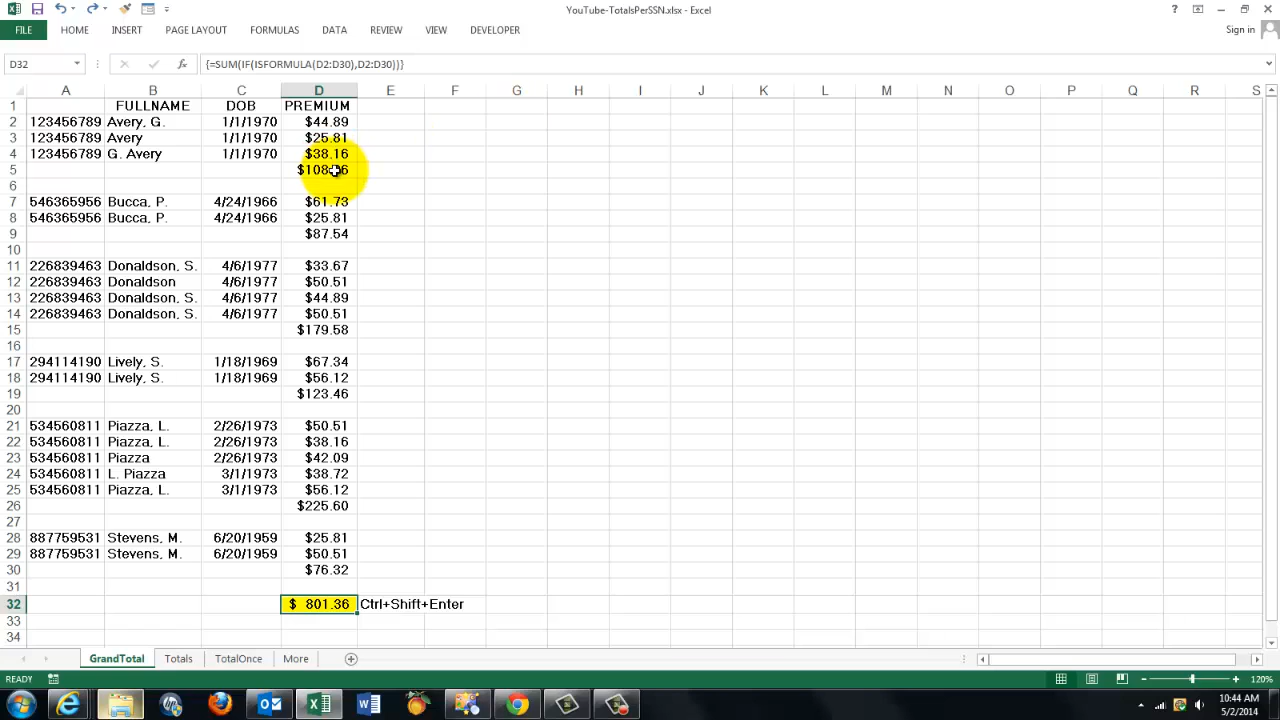 YouTube-TotalsPerSSN.xlsx - Excel
FILE HOME INSERT PAGE LAYOUT FORMULAS DATA REVIEW VIEW DEVELOPER Sign in
D32 {=SUM(IF(ISFORMULA(D2:D30),D2:D30))}
A B C D E F G H I J K L M N O P Q R S
1 FULLNAME DOB PREMIUM
2 123456789 Avery, G. 1/1/1970 $44.89
3 123456789 Avery 1/1/1970 $25.81
4 123456789 G. Avery 1/1/1970 $38.16
5
6
7 546365956 Bucca, P. 4/24/1966 $61.73
8 546365956 Bucca, P. 4/24/1966 $25.81
9 $87.54
10
11 226839463 Donaldson, S. 4/6/1977 $33.67
12 226839463 Donaldson 4/6/1977 $50.51
13 226839463 Donaldson, S. 4/6/1977 $44.89
14 226839463 Donaldson, S. 4/6/1977 $50.51
15 $179.58
16
17 294114190 Lively, S. 1/18/1969 $67.34
18 294114190 Lively, S. 1/18/1969 $56.12
19 $123.46
20
21 534560811 Piazza, L. 2/26/1973 $50.51
22 534560811 Piazza, L. 2/26/1973 $38.16
23 534560811 Piazza 2/26/1973 $42.09
24 534560811 L. Piazza 3/1/1973 $38.72
25 534560811 Piazza, L. 3/1/1973 $56.12
26 $225.60
27
28 887759531 Stevens, M. 6/20/1959 $25.81
29 887759531 Stevens, M. 6/20/1959 $50.51
30 $76.32
31
32 $ 801.36 Ctrl+Shift+Enter
33
34
GrandTotal Totals TotalOnce More
READY 120%
10:44 AM
5/2/2014